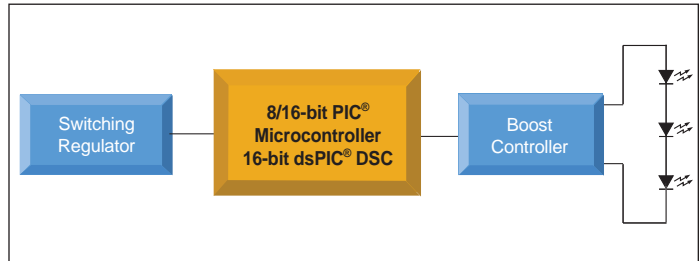 Switching
Regulator
8/16-bit PIC®
Microcontroller
16-bit dsPIC® DSC
Boost
Controller